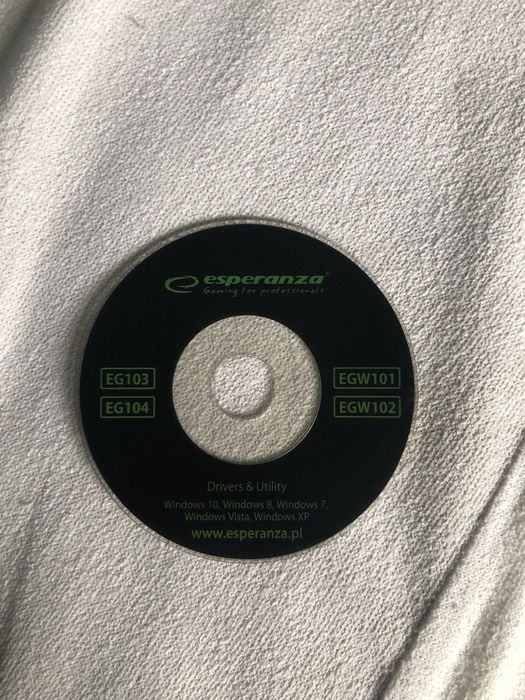 esperanza®
Gaming for professionals
EG103
EG104
EGW101
EGW102
Drivers & Utility
Windows 10, Windows 8, Windows 7,
Windows Vista, Windows XP
www.esperanza.pl